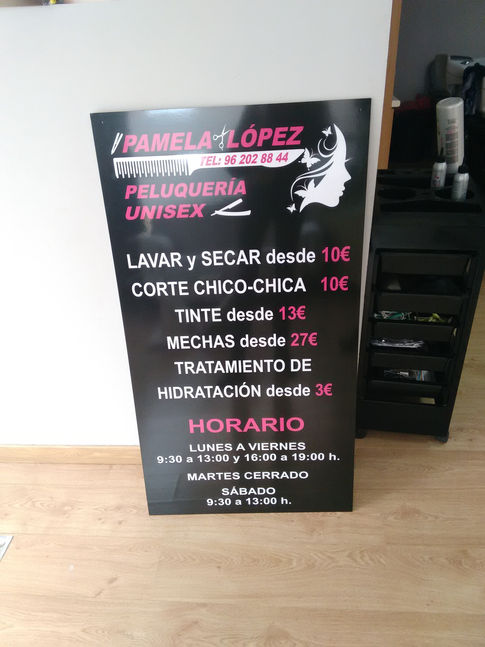 PAMELA LÓPEZ
TEL: 96 202 88 44
PELUQUERÍA
UNISEX
LAVAR y SECAR desde 10€
CORTE CHICO-CHICA 10€
TINTE desde 13€
MECHAS desde 27€
TRATAMIENTO DE
HIDRATACIÓN desde 3€
HORARIO
LUNES A VIERNES
9:30 a 13:00 y 16:00 a 19:00 h.
MARTES CERRADO
SÁBADO
9:30 a 13:00 h.